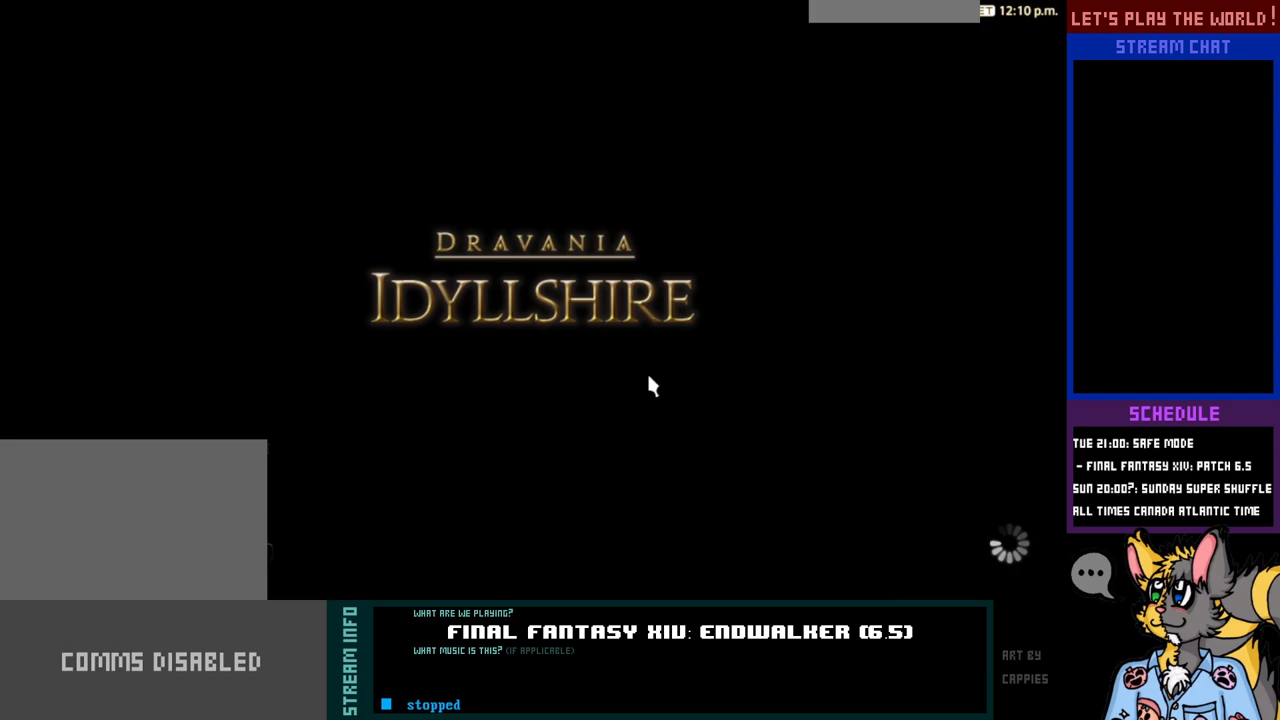 ET 12:10 p.m.
LET'S PLAY THE WORLD!
STREAM CHAT
DRAVANIA
IDYLLSHIRE
SCHEDULE
TUE 21:00: SAFE MODE
- FINAL FANTASY XIV: PATCH 6.5
SUN 20:00?: SUNDAY SUPER SHUFFLE
ALL TIMES CANADA ATLANTIC TIME
COMMS DISABLED
STREAM INFO
WHAT ARE WE PLAYING?
FINAL FANTASY XIV: ENDWALKER (6.5)
WHAT MUSIC IS THIS? (IF APPLICABLE)
stopped
ART BY
CAPPIES